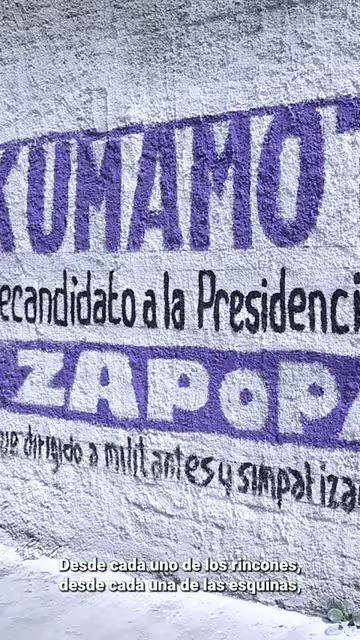 KUMAMOT
ecandidato a la Presidenci
ZAPOPA
ue dirigido a militantes y simpatiza
Desde cada uno de los rincones,
desde cada una de las esquinas,